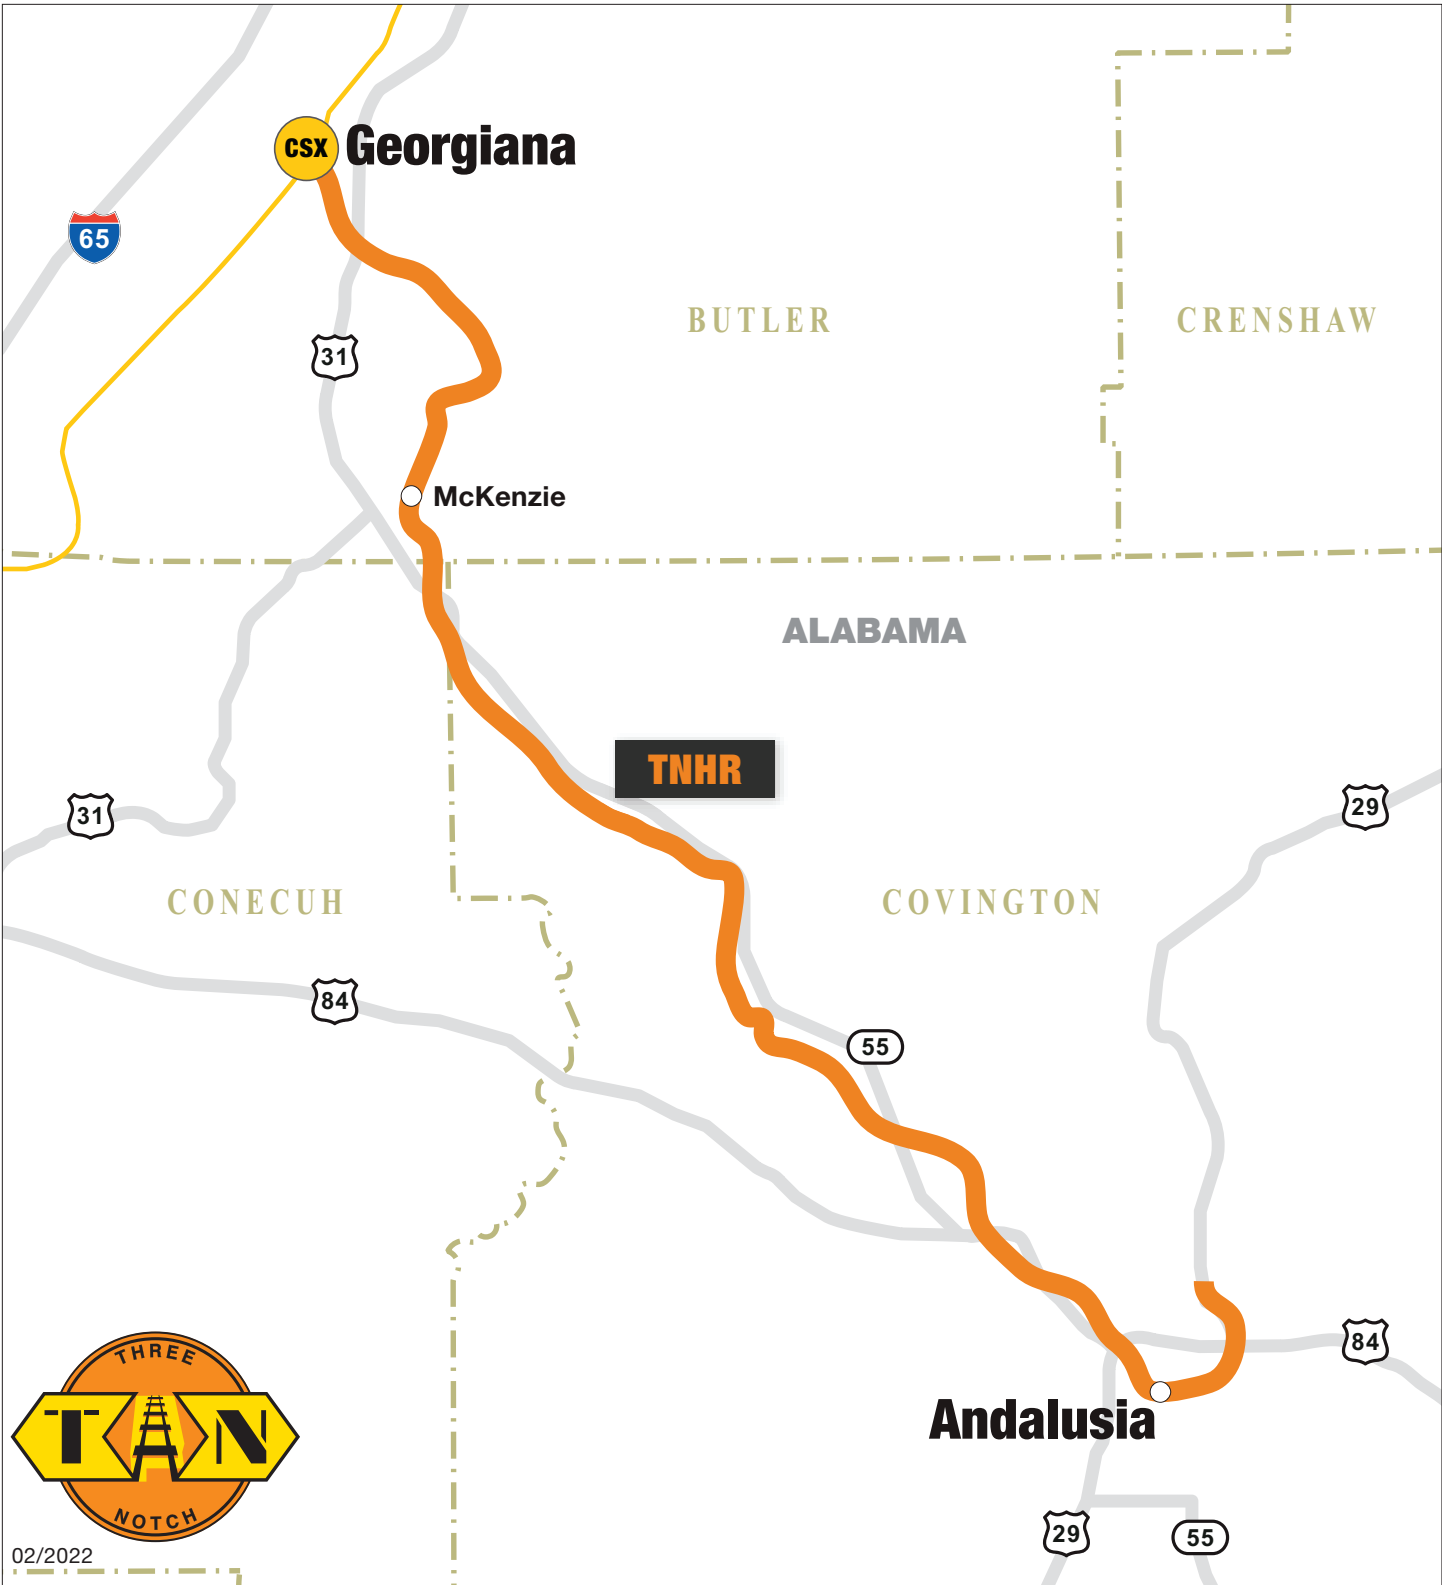 CSX
Georgiana
65
31
BUTLER
CRENSHAW
McKenzie
ALABAMA
TNHR
31
29
CONECUH
COVINGTON
84
55
84
THREE
TAN
NOTCH
Andalusia
29
55
02/2022